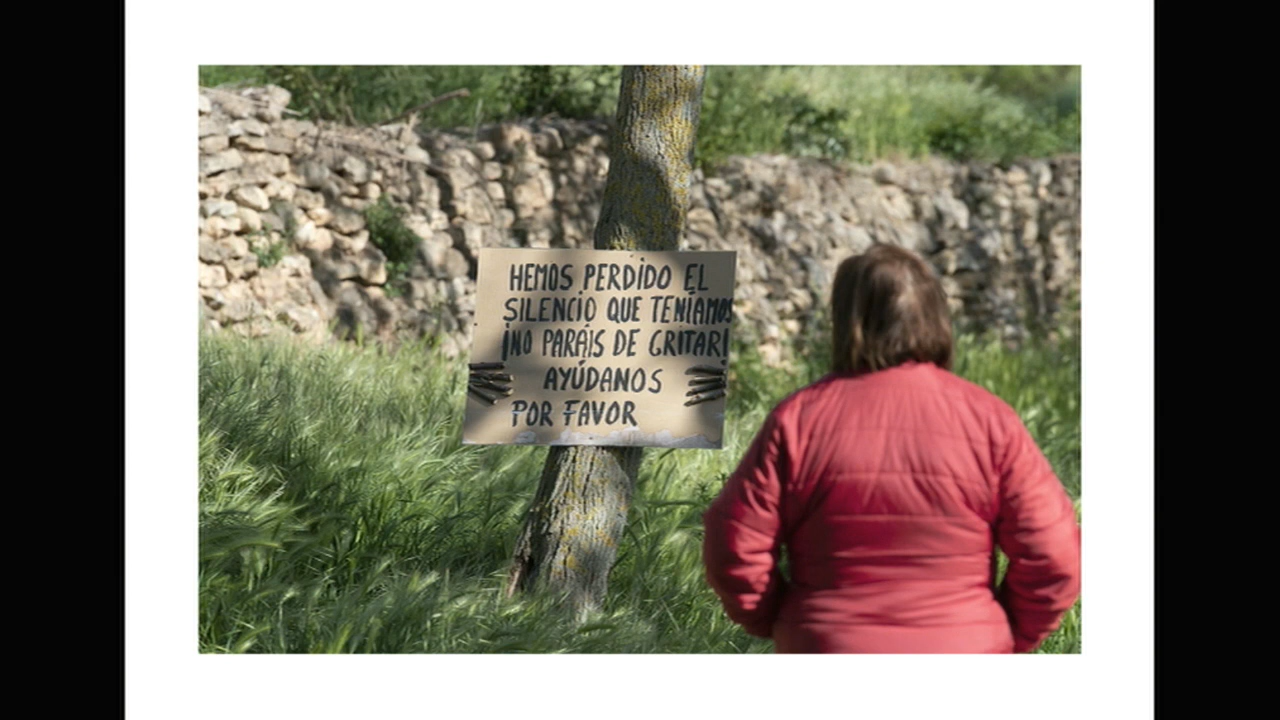 HEMOS PERDIDO EL
SILENCIO QUE TENÍAMOS
¡NO PARÁIS DE GRITAR!
AYÚDANOS
POR FAVOR